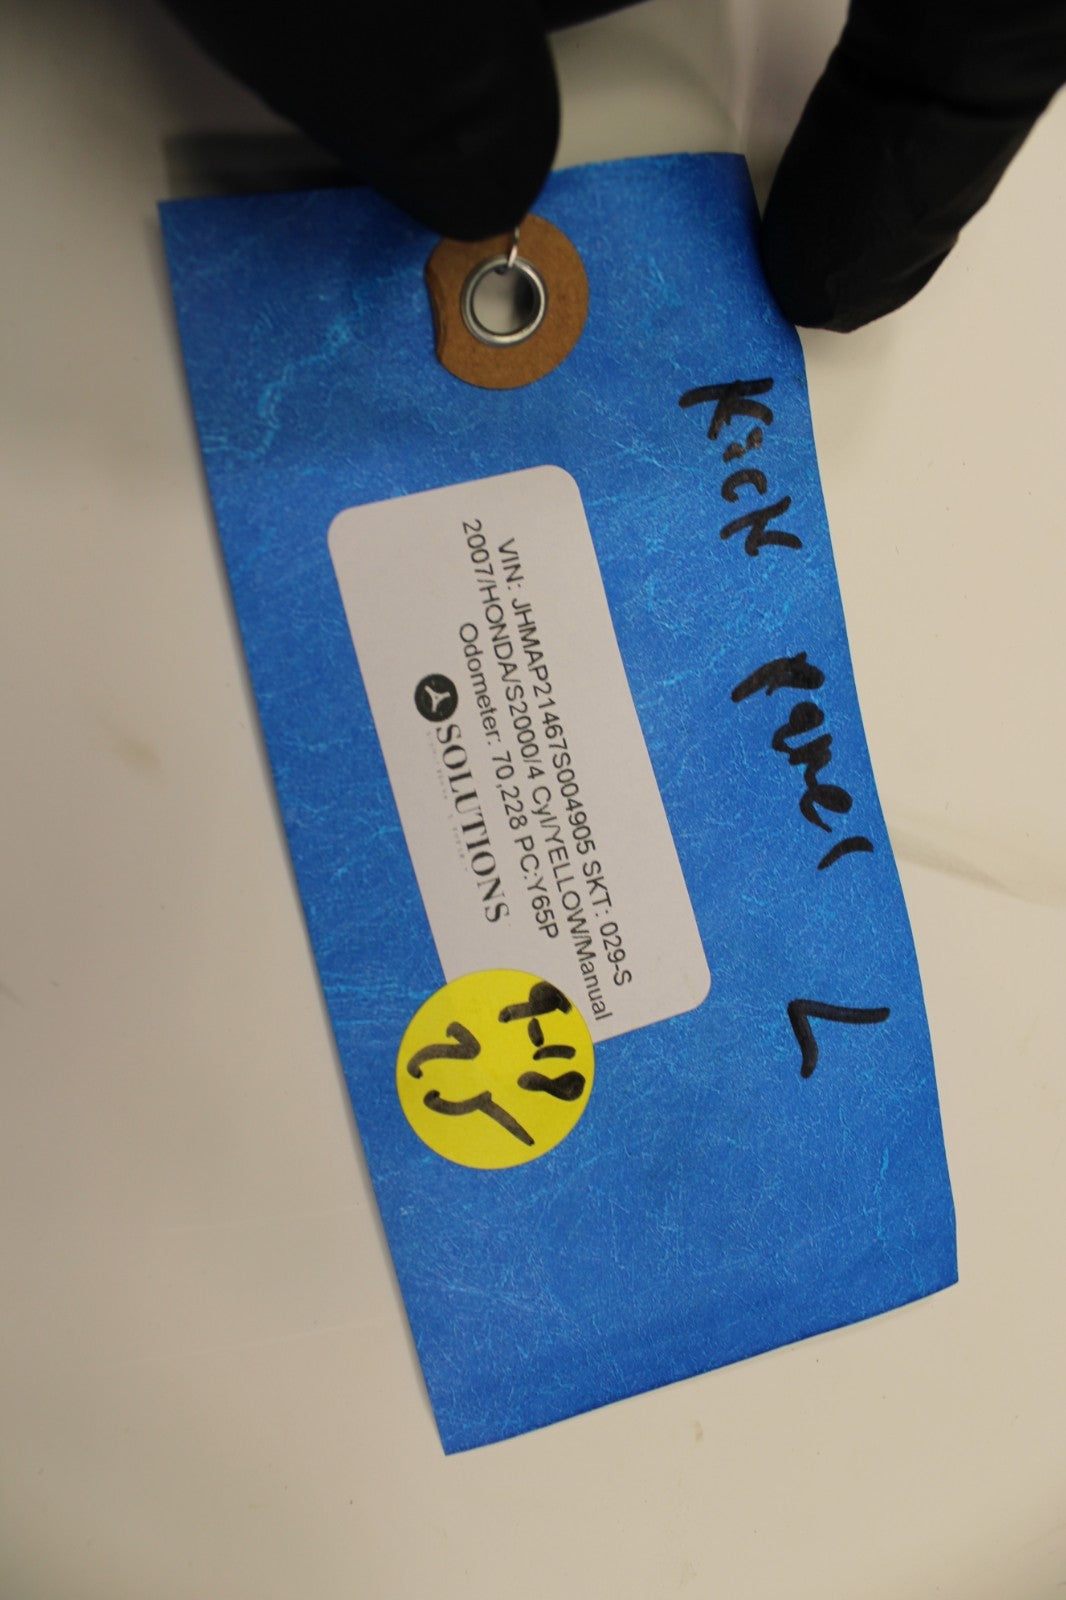 Kick Panel L
VIN: JHMAP21467S004905 SKT: 029-S
2007/HONDA/S2000/4 Cyl/YELLOW/Manual
Odometer: 70,228 PC:Y65P
SOLUTIONS
9-18
25